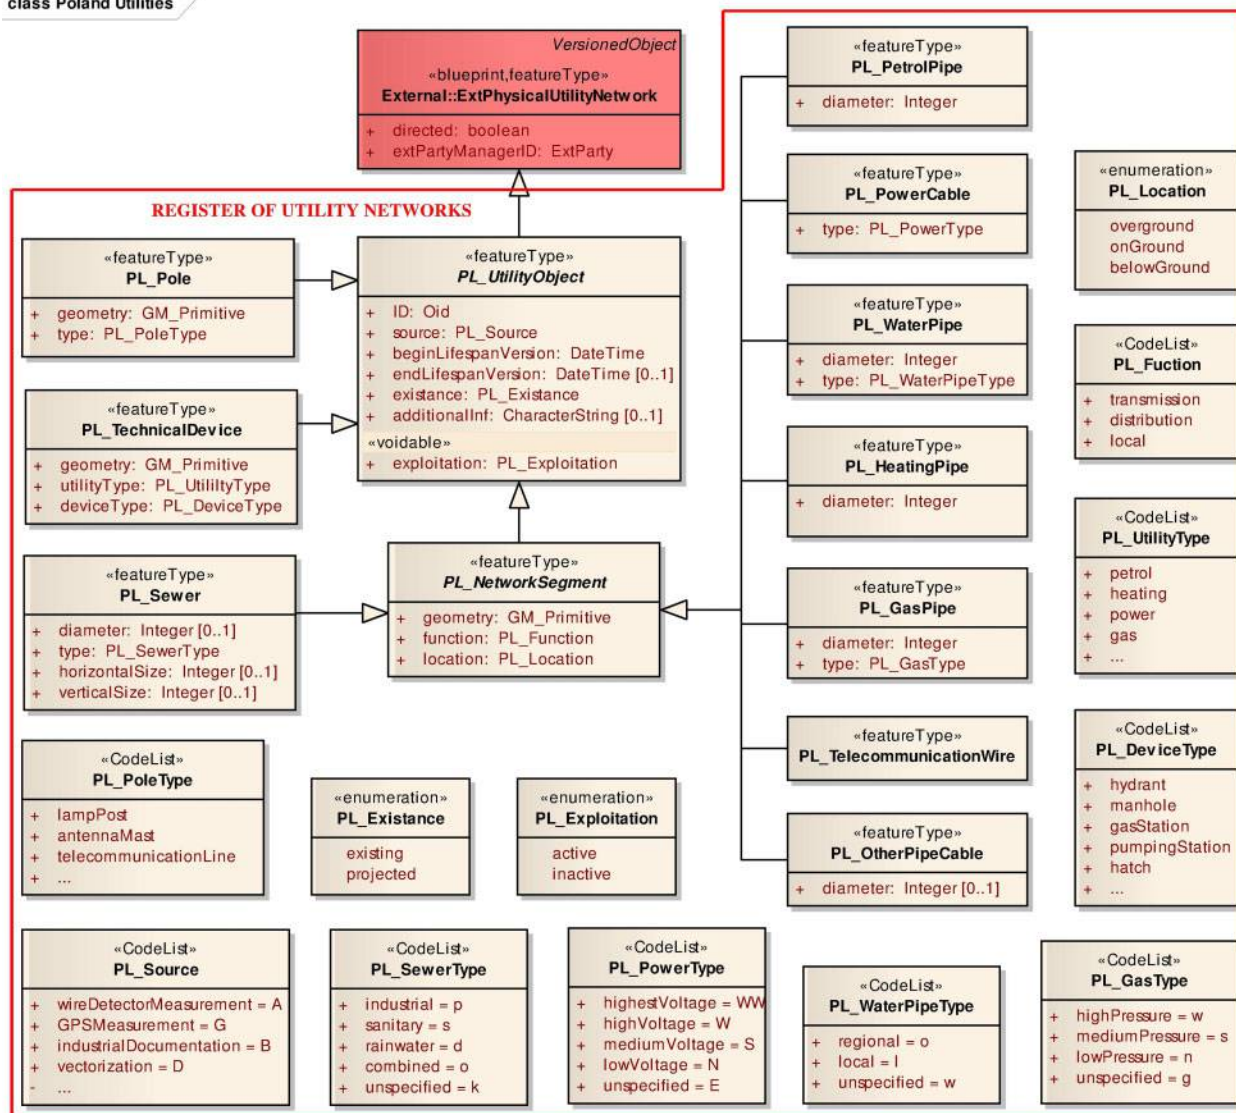 class Poland Utilities
VersionedObject
«blueprint,featureType»
External::ExtPhysicalUtilityNetwork
+ directed: boolean
+ extPartyManagerID: ExtParty
REGISTER OF UTILITY NETWORKS
«featureType»
PL_Pole
+ geometry: GM_Primitive
+ type: PL_PoleType
«featureType»
PL_UtilityObject
+ ID: Oid
+ source: PL_Source
+ beginLifespanVersion: DateTime
+ endLifespanVersion: DateTime [0..1]
+ existance: PL_Existance
+ additionalInf: CharacterString [0..1]
«voidable»
+ exploitation: PL_Exploitation
«featureType»
PL_TechnicalDevice
+ geometry: GM_Primitive
+ utilityType: PL_UtililtyType
+ deviceType: PL_DeviceType
«featureType»
PL_Sewer
+ diameter: Integer [0..1]
+ type: PL_SewerType
+ horizontalSize: Integer [0..1]
+ verticalSize: Integer [0..1]
«featureType»
PL_NetworkSegment
+ geometry: GM_Primitive
+ function: PL_Function
+ location: PL_Location
«featureType»
PL_PetrolPipe
+ diameter: Integer
«featureType»
PL_PowerCable
+ type: PL_PowerType
«featureType»
PL_WaterPipe
+ diameter: Integer
+ type: PL_WaterPipeType
«featureType»
PL_HeatingPipe
+ diameter: Integer
«featureType»
PL_GasPipe
+ diameter: Integer
+ type: PL_GasType
«featureType»
PL_TelecommunicationWire
«featureType»
PL_OtherPipeCable
+ diameter: Integer [0..1]
«enumeration»
PL_Location
overground
onGround
belowGround
«CodeList»
PL_Fuction
+ transmission
+ distribution
+ local
«CodeList»
PL_UtilityType
+ petrol
+ heating
+ power
+ gas
+ ...
«CodeList»
PL_DeviceType
+ hydrant
+ manhole
+ gasStation
+ pumpingStation
+ hatch
+ ...
«CodeList»
PL_PoleType
+ lampPost
+ antennaMast
+ telecommunicationLine
+ ...
«enumeration»
PL_Existance
existing
projected
«enumeration»
PL_Exploitation
active
inactive
«CodeList»
PL_Source
+ wireDetectorMeasurement = A
+ GPSMeasurement = G
+ industrialDocumentation = B
+ vectorization = D
- ...
«CodeList»
PL_SewerType
+ industrial = p
+ sanitary = s
+ rainwater = d
+ combined = o
+ unspecified = k
«CodeList»
PL_PowerType
+ highestVoltage = WW
+ highVoltage = W
+ mediumVoltage = S
+ lowVoltage = N
+ unspecified = E
«CodeList»
PL_WaterPipeType
+ regional = o
+ local = l
+ unspecified = w
«CodeList»
PL_GasType
+ highPressure = w
+ mediumPressure = s
+ lowPressure = n
+ unspecified = g